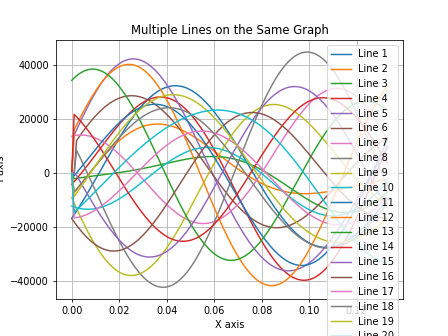 Multiple Lines on the Same Graph
40000
20000
0
−20000
−40000
0.00
0.02
0.04
0.06
0.08
0.10
X axis
Line 1
Line 2
Line 3
Line 4
Line 5
Line 6
Line 7
Line 8
Line 9
Line 10
Line 11
Line 12
Line 13
Line 14
Line 15
Line 16
Line 17
Line 18
Line 19
Line 20